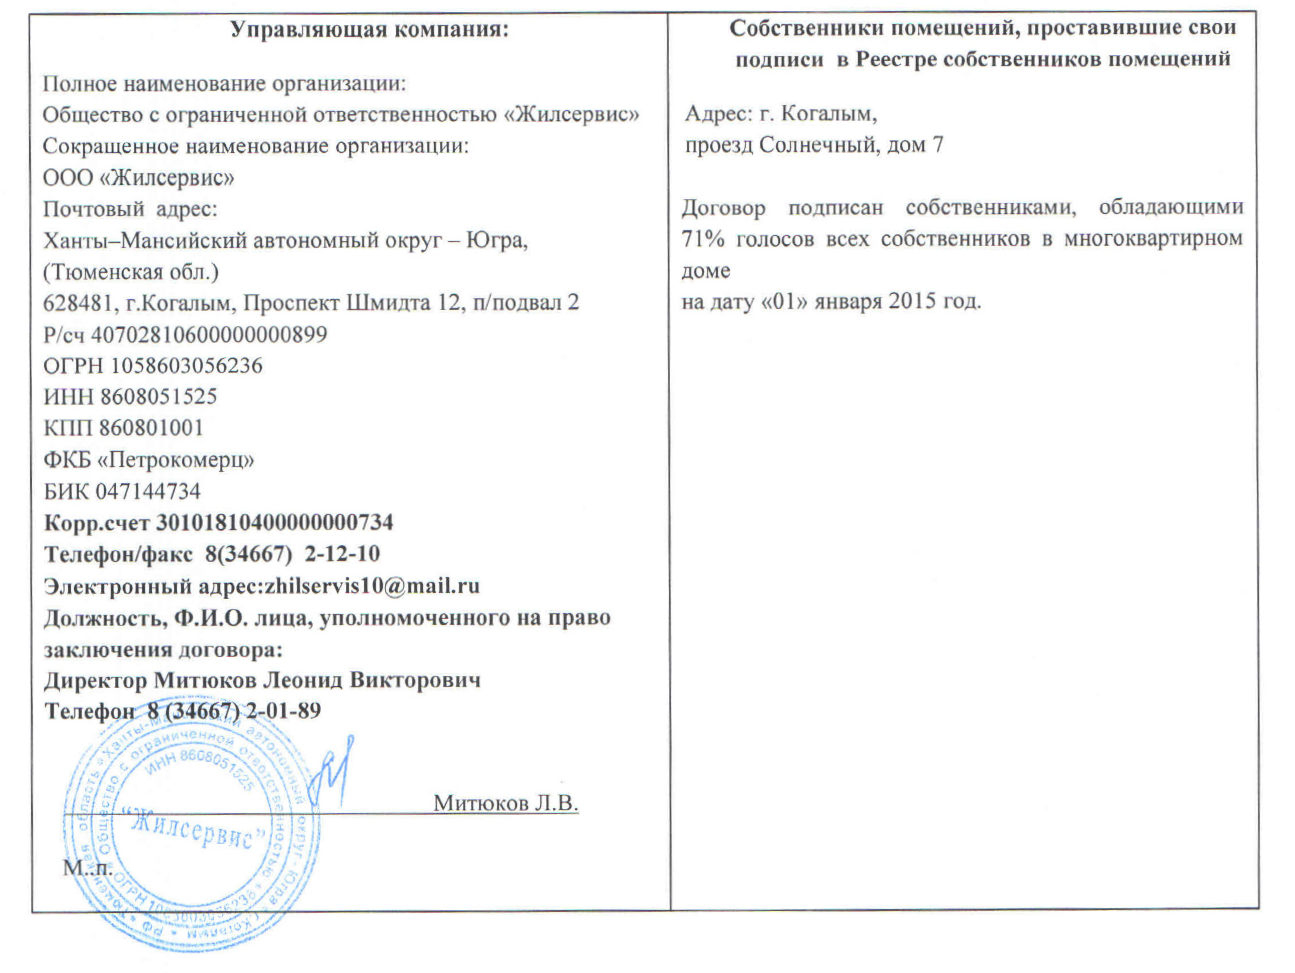 Управляющая компания:
Полное наименование организации:
Общество с ограниченной ответственностью «Жилсервис»
Сокращенное наименование организации:
ООО «Жилсервис»
Почтовый адрес:
Ханты–Мансийский автономный округ – Югра,
(Тюменская обл.)
628481, г.Когалым, Проспект Шмидта 12, п/подвал 2
Р/сч 40702810600000000899
ОГРН 1058603056236
ИНН 8608051525
КПП 860801001
ФКБ «Петрокомерц»
БИК 047144734
Корр.счет 30101810400000000734
Телефон/факс 8(34667) 2-12-10
Электронный адрес:zhilservis10@mail.ru
Должность, Ф.И.О. лица, уполномоченного на право
заключения договора:
Директор Митюков Леонид Викторович
Телефон 8 (34667) 2-01-89
Митюков Л.В.
М..п.
ИНН 8608051525
“Жилсервис”
Общество с ограниченной ответственностью
Собственники помещений, проставившие свои
подписи в Реестре собственников помещений
Адрес: г. Когалым,
проезд Солнечный, дом 7
Договор подписан собственниками, обладающими
71% голосов всех собственников в многоквартирном
доме
на дату «01» января 2015 год.